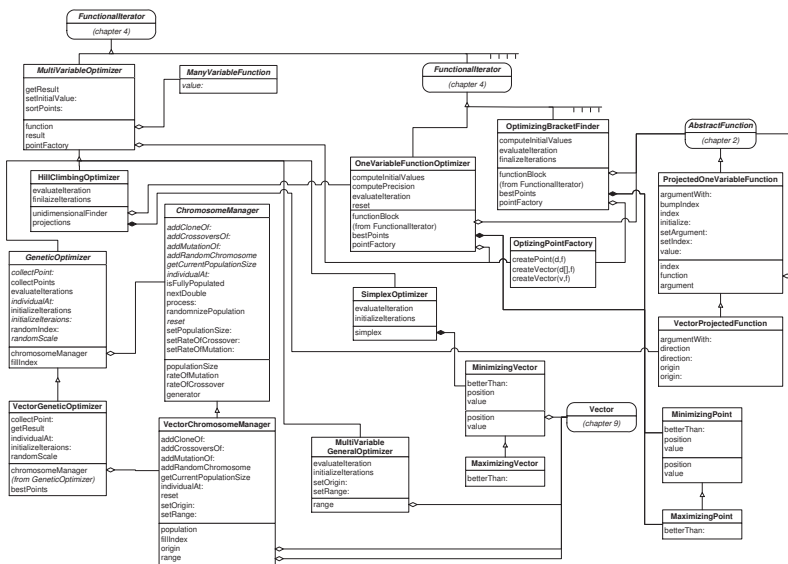 FunctionalIterator
(chapter 4)
MultiVariableOptimizer
getResult
setInitialValue:
sortPoints:
function
result
pointFactory
ManyVariableFunction
value:
FunctionalIterator
(chapter 4)
OptimizingBracketFinder
computeInitialValues
evaluateIteration
finalizeIterations
functionBlock
(from FunctionalIterator)
bestPoints
pointFactory
AbstractFunction
(chapter 2)
HillClimbingOptimizer
evaluateIteration
finilaizeIterations
unidimensionalFinder
projections
OneVariableFunctionOptimizer
computeInitialValues
computePrecision
evaluateIteration
reset
functionBlock
(from FunctionalIterator)
bestPoints
pointFactory
ProjectedOneVariableFunction
argumentWith:
bumpIndex
index
initialize:
setArgument:
setIndex:
value:
index
function
argument
ChromosomeManager
addCloneOf:
addCrossoversOf:
addMutationOf:
addRandomChromosome
getCurrentPopulationSize
individualAt:
isFullyPopulated
nextDouble
process:
randomnizePopulation
reset
setPopulationSize:
setRateOfCrossover:
setRateOfMutation:
populationSize
rateOfMutation
rateOfCrossover
generator
OptizingPointFactory
createPoint(d,f)
createVector(d[],f)
createVector(v,f)
GeneticOptimizer
collectPoint:
collectPoints
evaluateIterations
individualAt:
initializeIterations
initializeIteraions:
randomIndex:
randomScale
chromosomeManager
fillIndex
SimplexOptimizer
evaluateIteration
initializeIterations
simplex
VectorProjectedFunction
argumentWith:
direction
direction:
origin
origin:
MinimizingVector
betterThan:
position
value
position
value
VectorGeneticOptimizer
collectPoint:
getResult
individualAt:
initializeIteraions:
randomScale
chromosomeManager
(from GeneticOptimizer)
bestPoints
VectorChromosomeManager
addCloneOf:
addCrossoversOf:
addMutationOf:
addRandomChromosome
getCurrentPopulationSize
individualAt:
reset
setOrigin:
setRange:
population
fillIndex
origin
range
MultiVariable
GeneralOptimizer
evaluateIteration
initializeIterations
setOrigin:
setRange:
range
Vector
(chapter 9)
MinimizingPoint
betterThan:
position
value
position
value
MaximizingVector
betterThan:
MaximizingPoint
betterThan: